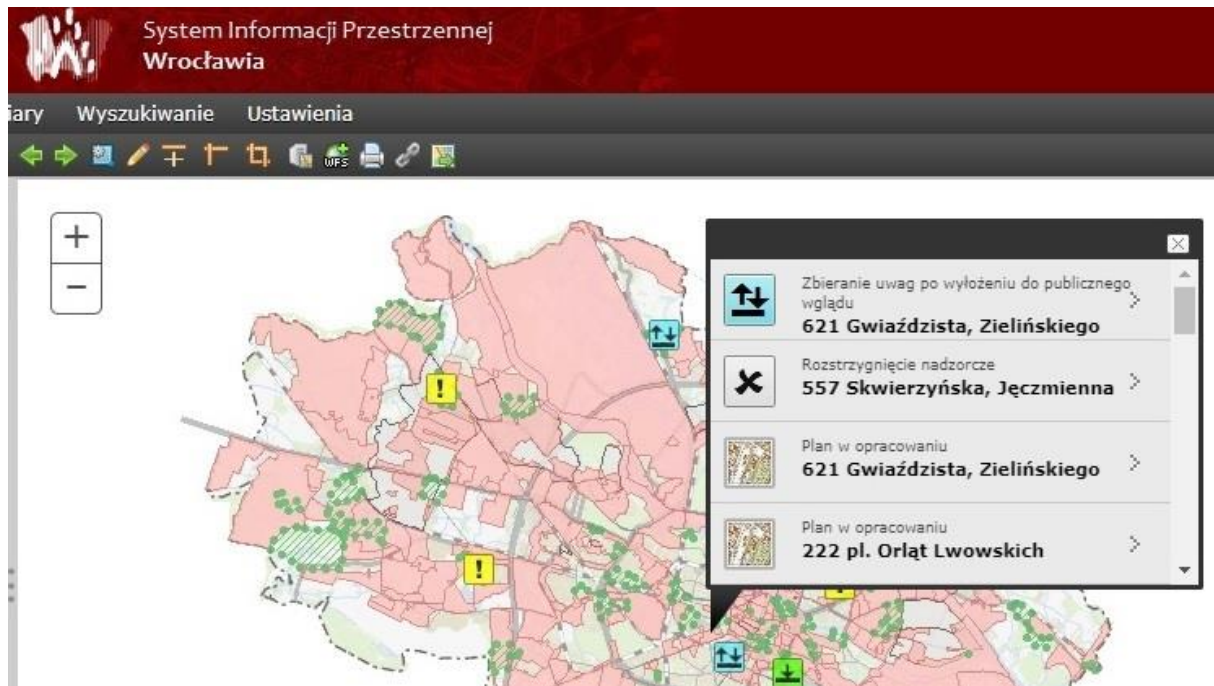 System Informacji Przestrzennej
Wrocławia
iary Wyszukiwanie Ustawienia
WFS
+
−
Zbieranie uwag po wyłożeniu do publicznego
wglądu
621 Gwiaździsta, Zielińskiego
Rozstrzygnięcie nadzorcze
557 Skwierzyńska, Jęczmienna
Plan w opracowaniu
621 Gwiaździsta, Zielińskiego
Plan w opracowaniu
222 pl. Orląt Lwowskich